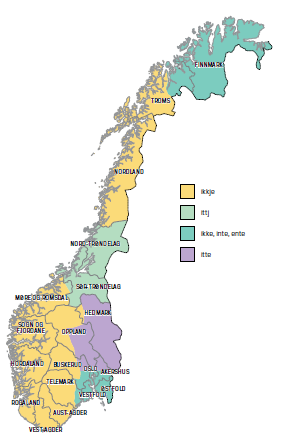 FINNMARK
TROMS
NORDLAND
ikkje
ittj
ikke, inte, ente
itte
NORD-TRØNDELAG
SØR-TRØNDELAG
MØRE OG ROMSDAL
HEDMARK
SOGN OG
FJORDANE
OPPLAND
HORDALAND
BUSKERUD
OSLO
AKERSHUS
TELEMARK
ØSTFOLD
VESTFOLD
ROGALAND
AUST-AGDER
VEST-AGDER